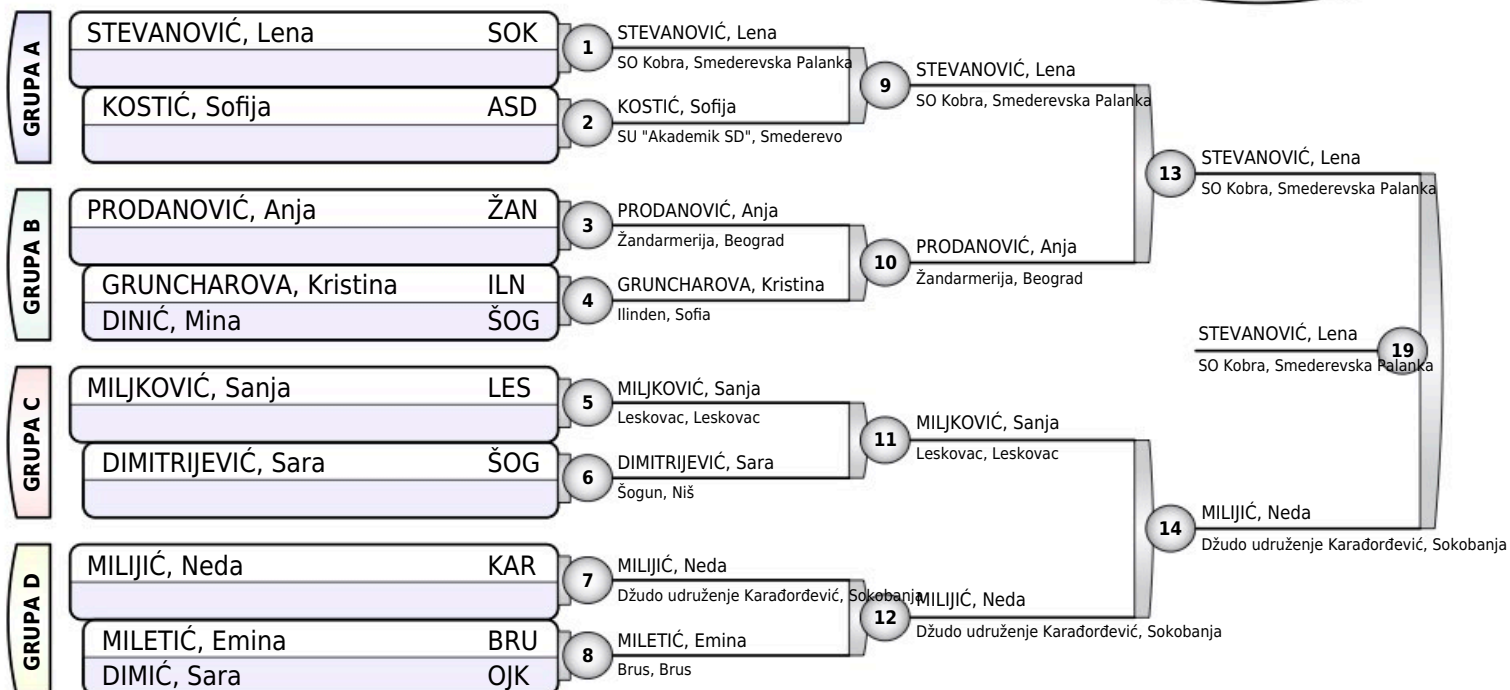 GRUPA A
STEVANOVIĆ, Lena SOK
KOSTIĆ, Sofija ASD
GRUPA B
PRODANOVIĆ, Anja ŽAN
GRUNCHAROVA, Kristina ILN
DINIĆ, Mina ŠOG
GRUPA C
MILJKOVIĆ, Sanja LES
DIMITRIJEVIĆ, Sara ŠOG
GRUPA D
MILIJIĆ, Neda KAR
MILETIĆ, Emina BRU
DIMIĆ, Sara OJK
1
STEVANOVIĆ, Lena
SO Kobra, Smederevska Palanka
2
KOSTIĆ, Sofija
SU "Akademik SD", Smederevo
3
PRODANOVIĆ, Anja
Žandarmerija, Beograd
4
GRUNCHAROVA, Kristina
Ilinden, Sofia
5
MILJKOVIĆ, Sanja
Leskovac, Leskovac
6
DIMITRIJEVIĆ, Sara
Šogun, Niš
7
MILIJIĆ, Neda
Džudo udruženje Karađorđević, Sokobanja
8
MILETIĆ, Emina
Brus, Brus
9
STEVANOVIĆ, Lena
SO Kobra, Smederevska Palanka
10
PRODANOVIĆ, Anja
Žandarmerija, Beograd
11
MILJKOVIĆ, Sanja
Leskovac, Leskovac
12
MILIJIĆ, Neda
Džudo udruženje Karađorđević, Sokobanja
13
STEVANOVIĆ, Lena
SO Kobra, Smederevska Palanka
14
MILIJIĆ, Neda
Džudo udruženje Karađorđević, Sokobanja
STEVANOVIĆ, Lena
19
SO Kobra, Smederevska Palanka